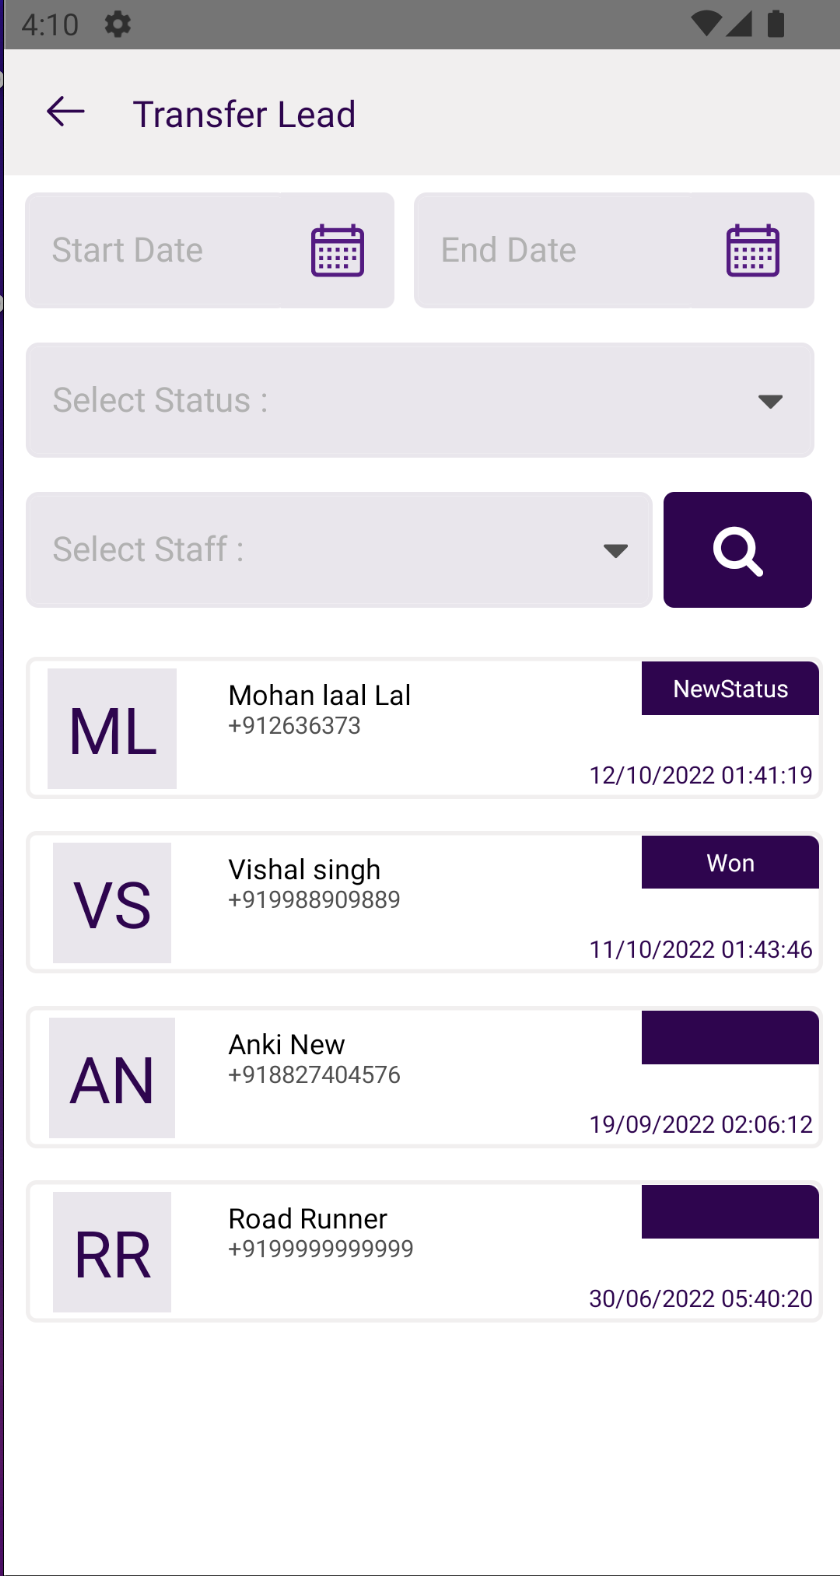 4:10
Transfer Lead
Start Date
End Date
Select Status :
Select Staff :
ML
Mohan laal Lal
+912636373
NewStatus
12/10/2022 01:41:19
VS
Vishal singh
+919988909889
Won
11/10/2022 01:43:46
AN
Anki New
+918827404576
19/09/2022 02:06:12
RR
Road Runner
+9199999999999
30/06/2022 05:40:20